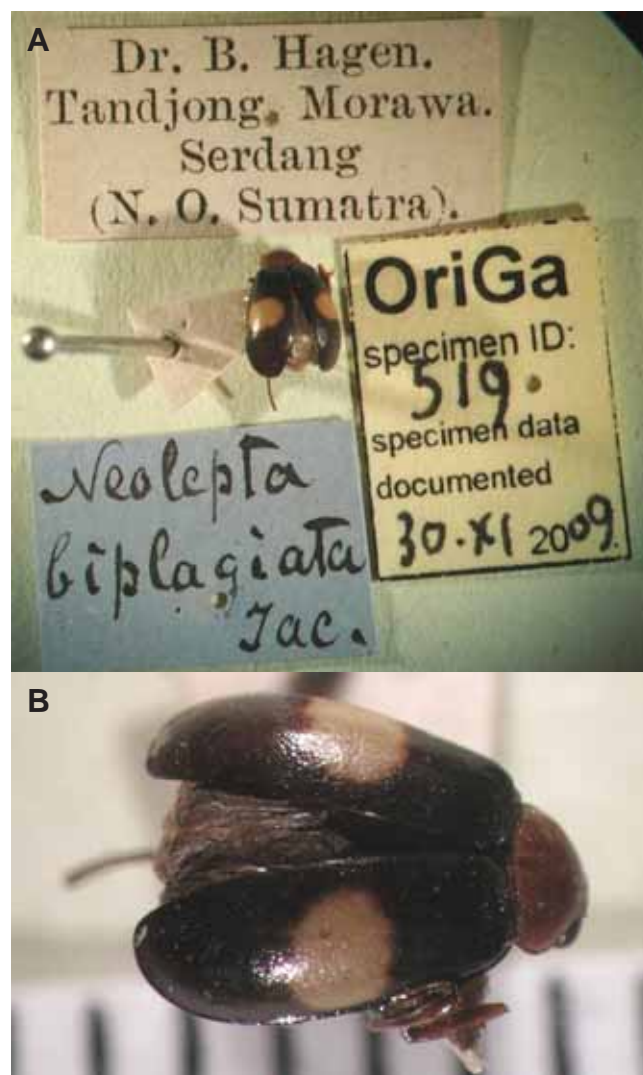 A
Dr. B. Hagen.
Tandjong, Morawa.
Serdang
(N. O. Sumatra).
OriGa
specimen ID:
519.
specimen data
documented
30.XI 2009.
Neolepta
biplagiata
Jac.
B